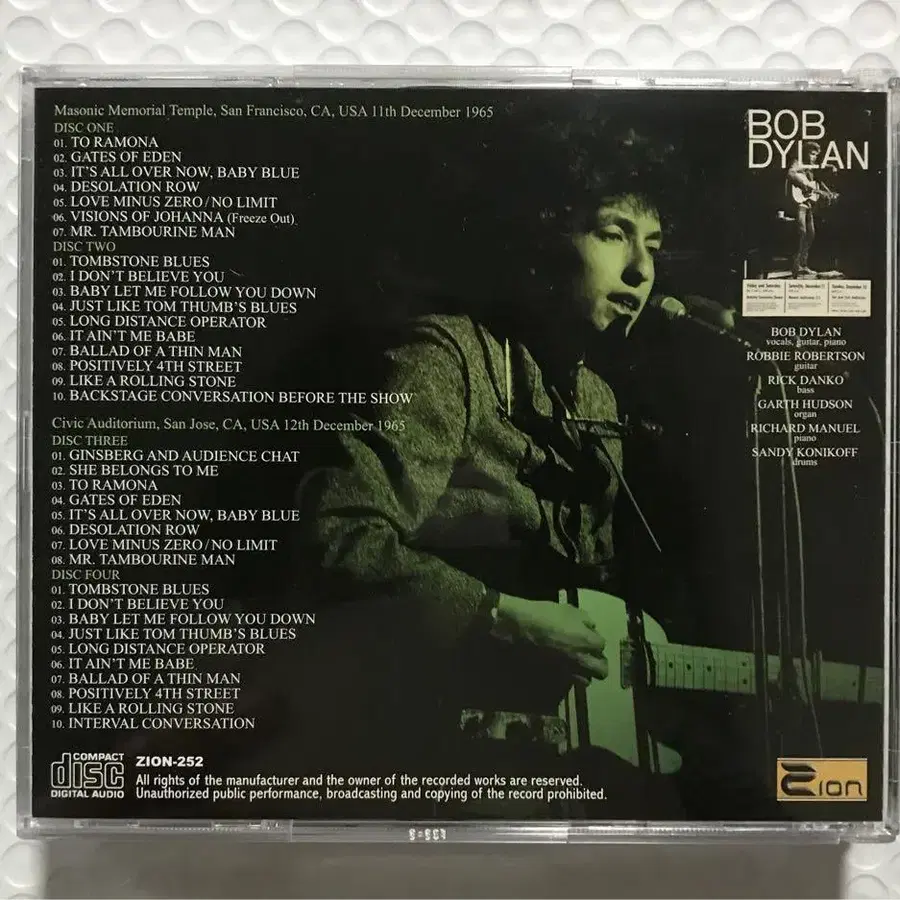 Masonic Memorial Temple, San Francisco, CA, USA 11th December 1965
DISC ONE
01. TO RAMONA
02. GATES OF EDEN
03. IT'S ALL OVER NOW, BABY BLUE
04. DESOLATION ROW
05. LOVE MINUS ZERO/NO LIMIT
06. VISIONS OF JOHANNA (Freeze Out)
07. MR. TAMBOURINE MAN
DISC TWO
01. TOMBSTONE BLUES
02. I DON'T BELIEVE YOU
03. BABY LET ME FOLLOW YOU DOWN
04. JUST LIKE TOM THUMB'S BLUES
05. LONG DISTANCE OPERATOR
06. IT AIN'T ME BABE
07. BALLAD OF A THIN MAN
08. POSITIVELY 4TH STREET
09. LIKE A ROLLING STONE
10. BACKSTAGE CONVERSATION BEFORE THE SHOW
Civic Auditorium, San Jose, CA, USA 12th December 1965
DISC THREE
01. GINSBERG AND AUDIENCE CHAT
02. SHE BELONGS TO ME
03. TO RAMONA
04. GATES OF EDEN
05. IT'S ALL OVER NOW, BABY BLUE
06. DESOLATION ROW
07. LOVE MINUS ZERO/NO LIMIT
08. MR. TAMBOURINE MAN
DISC FOUR
01. TOMBSTONE BLUES
02. I DON'T BELIEVE YOU
03. BABY LET ME FOLLOW YOU DOWN
04. JUST LIKE TOM THUMB'S BLUES
05. LONG DISTANCE OPERATOR
06. IT AIN'T ME BABE
07. BALLAD OF A THIN MAN
08. POSITIVELY 4TH STREET
09. LIKE A ROLLING STONE
10. INTERVAL CONVERSATION
BOB
DYLAN
Friday and Saturday
Saturday, December 11
Sunday, December 12
BOB DYLAN
vocals, guitar, piano
ROBBIE ROBERTSON
guitar
RICK DANKO
bass
GARTH HUDSON
organ
RICHARD MANUEL
piano
SANDY KONIKOFF
drums
COMPACT
disc
DIGITAL AUDIO
ZION-252
All rights of the manufacturer and the owner of the recorded works are reserved.
Unauthorized public performance, broadcasting and copying of the record prohibited.
Zion